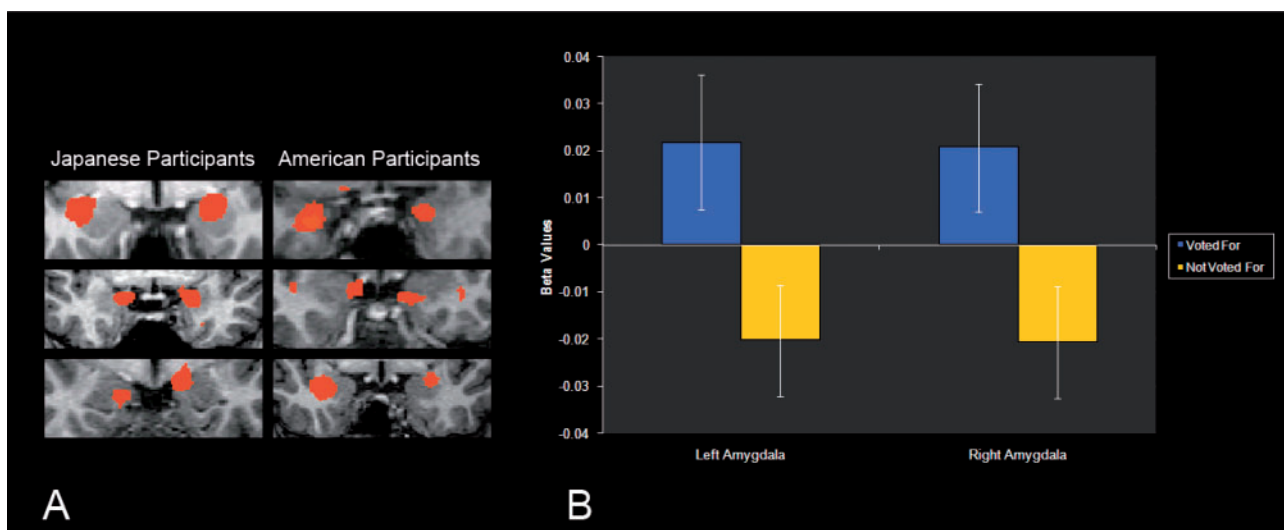 Japanese Participants
American Participants
A
0.04
0.03
0.02
0.01
0
-0.01
-0.02
-0.03
-0.04
Beta Values
Left Amygdala
Right Amygdala
Voted For
Not Voted For
B